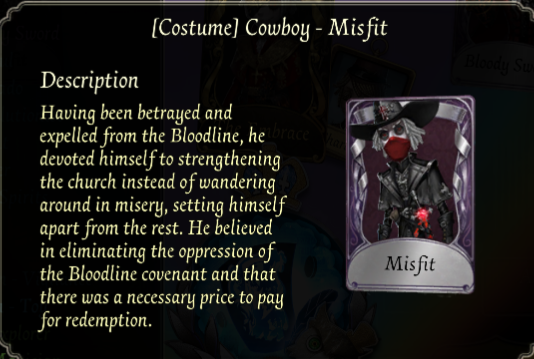 [Costume] Cowboy - Misfit
Description
Having been betrayed and
expelled from the Bloodline, he
devoted himself to strengthening
the church instead of wandering
around in misery, setting himself
apart from the rest. He believed
in eliminating the oppression of
the Bloodline covenant and that
there was a necessary price to pay
for redemption.
Misfit